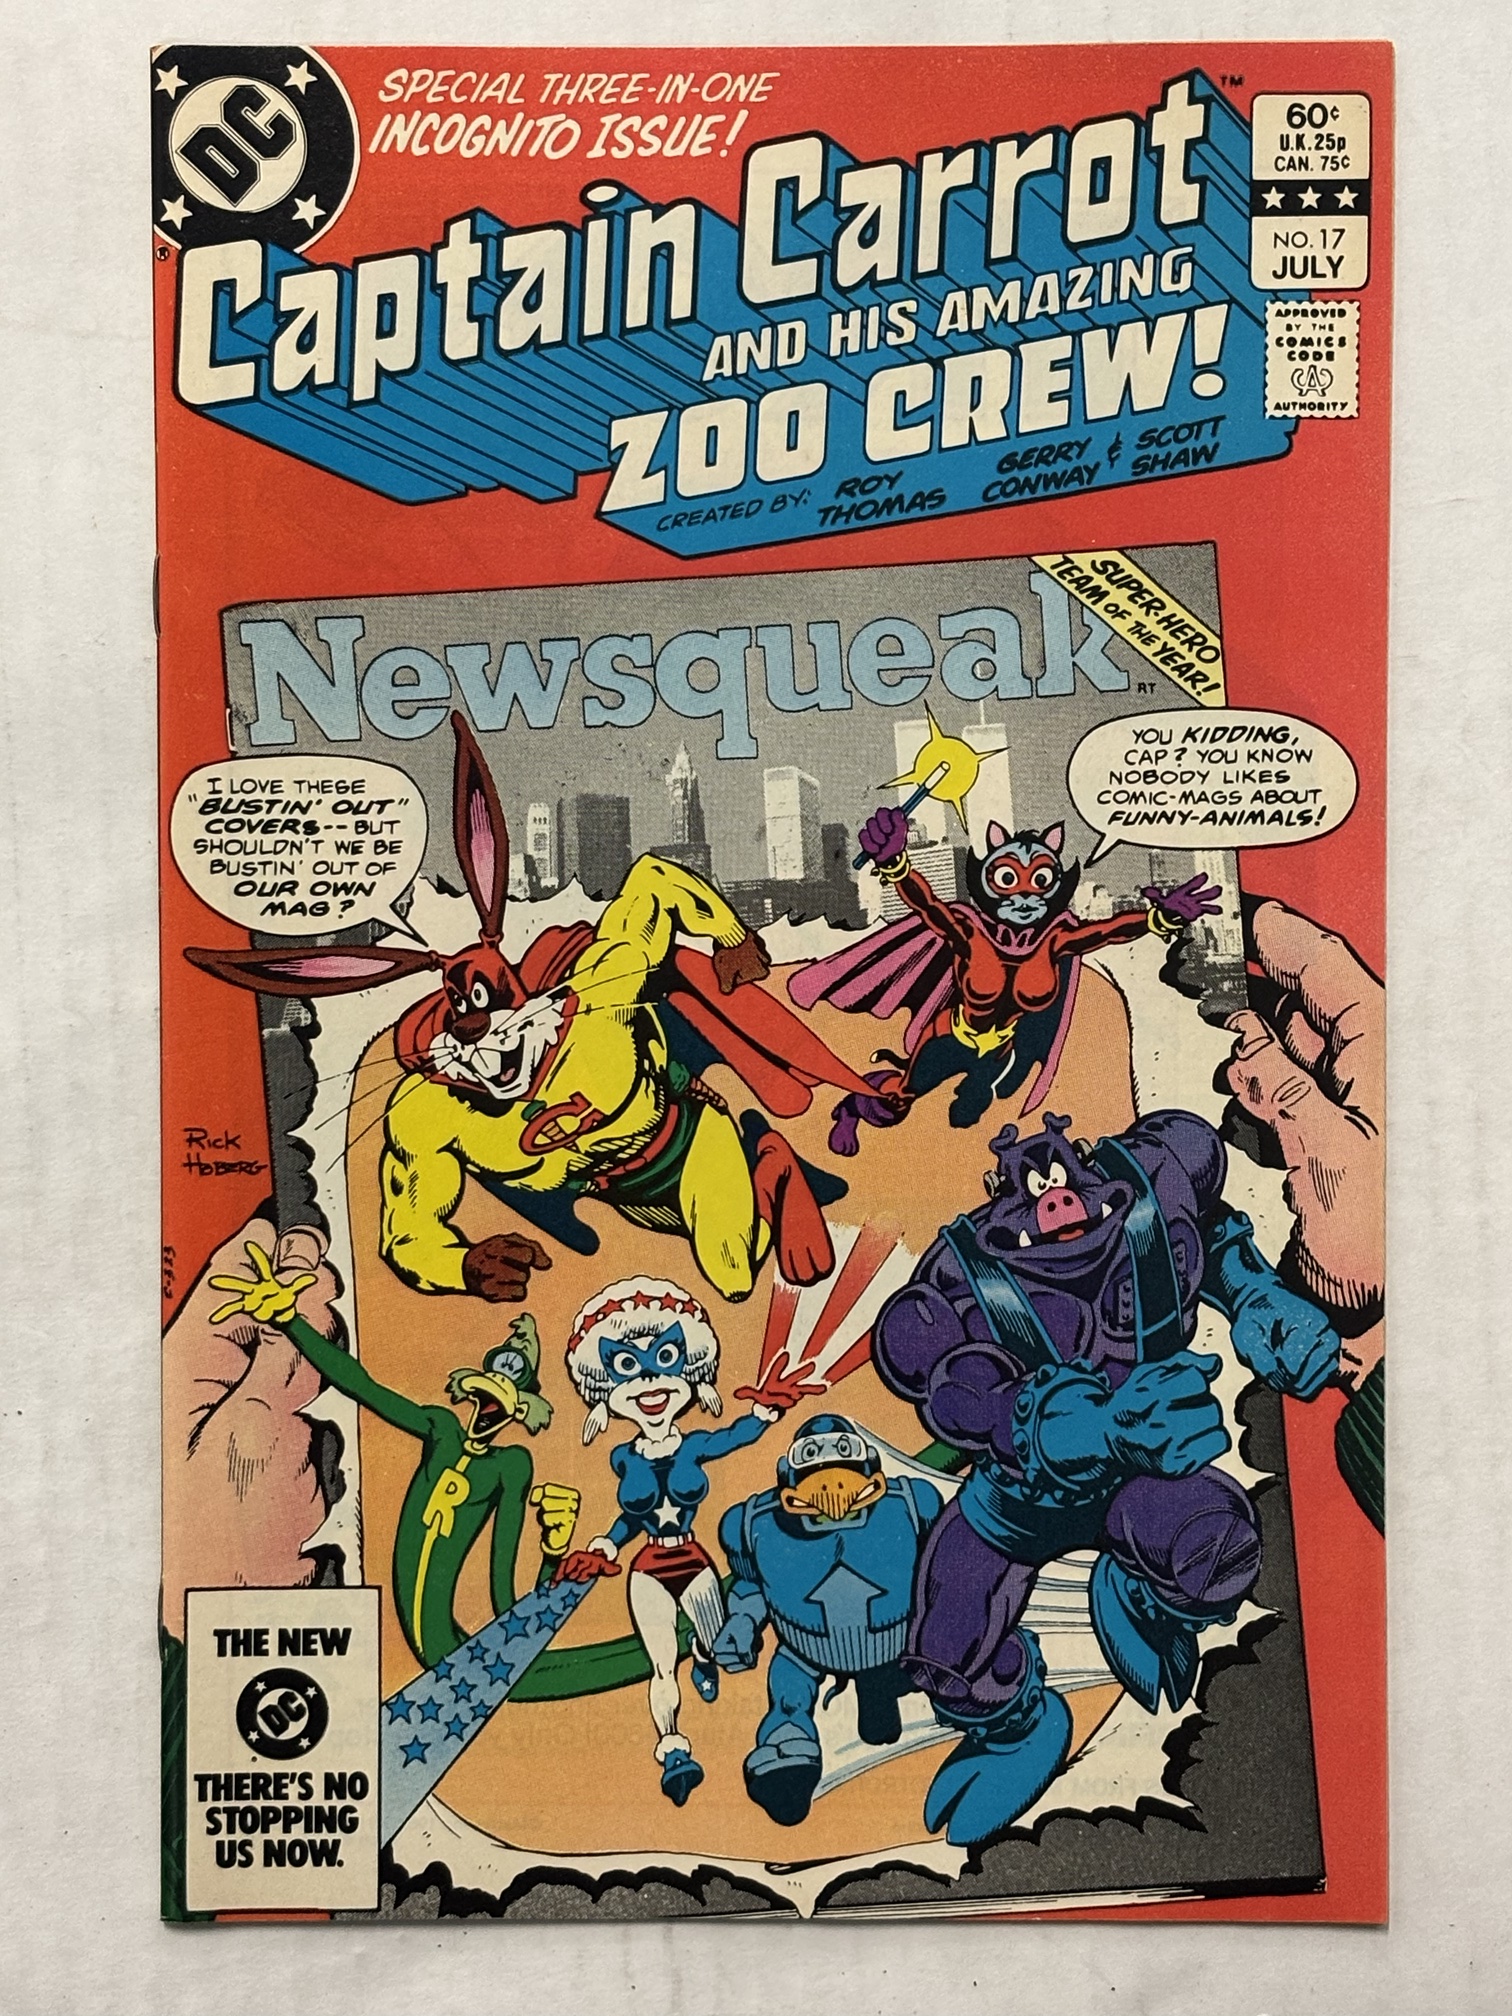 DC
®
SPECIAL THREE-IN-ONE
INCOGNITO ISSUE!
Captain Carrot
TM
AND HIS AMAZING
ZOO CREW!
CREATED BY: ROY THOMAS GERRY CONWAY & SCOTT SHAW
60¢
U.K. 25p
CAN. 75¢
NO. 17
JULY
APPROVED
BY THE
COMICS
CODE
CA
AUTHORITY
Newsqueak
RT
SUPER-HERO
TEAM OF THE YEAR!
I LOVE THESE
"BUSTIN' OUT"
COVERS-- BUT
SHOULDN'T WE BE
BUSTIN' OUT OF
OUR OWN
MAG?
YOU KIDDING,
CAP? YOU KNOW
NOBODY LIKES
COMIC-MAGS ABOUT
FUNNY-ANIMALS!
RICK
HOBERG
C-323
C
R
THE NEW
DC
THERE'S NO
STOPPING
US NOW.